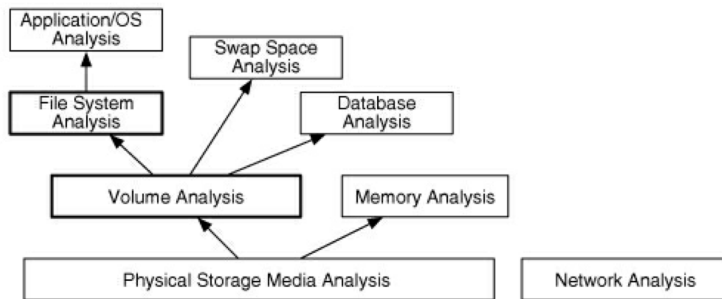 Application/OS
Analysis
Swap Space
Analysis
File System
Analysis
Database
Analysis
Volume Analysis
Memory Analysis
Physical Storage Media Analysis
Network Analysis